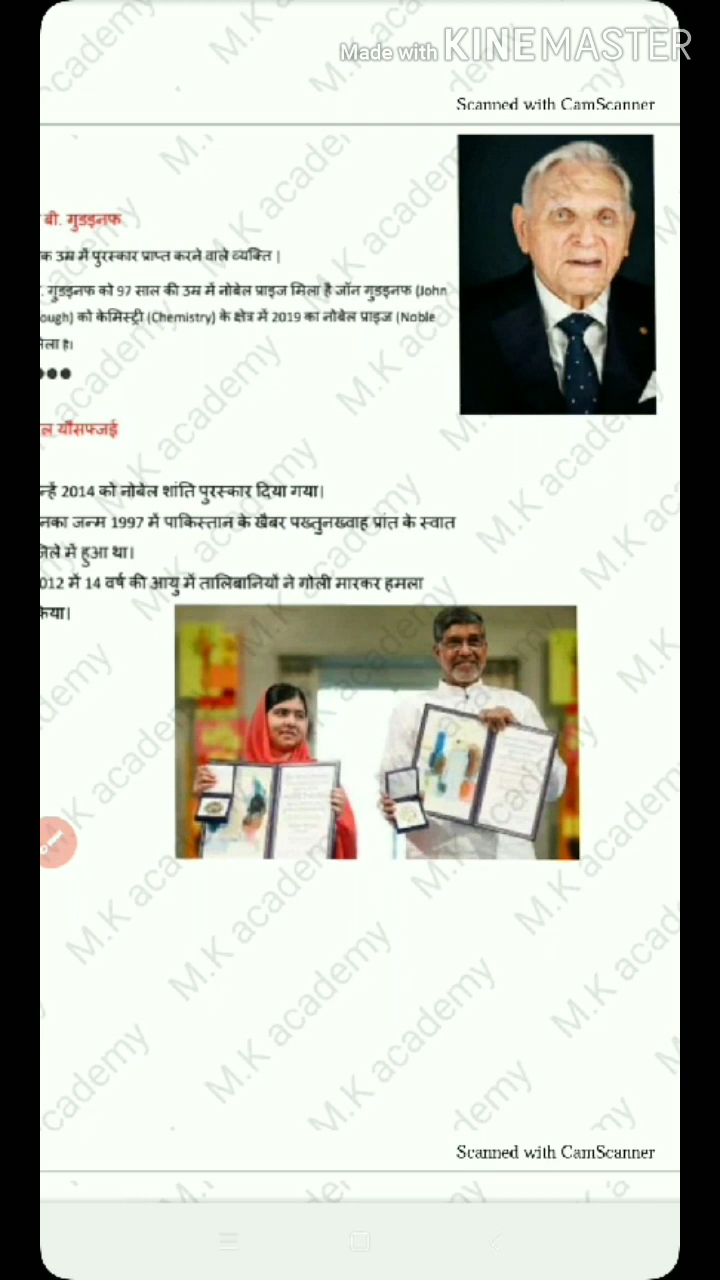 Made with KINEMASTER
Scanned with CamScanner
बी. गुडइनफ
क उम्र में पुरस्कार प्राप्त करने वाले व्यक्ति |
. गुडइनफ को 97 साल की उम्र में नोबेल प्राइज मिला है जॉन गुडइनफ (John
ough) को केमिस्ट्री (Chemistry) के क्षेत्र में 2019 का नोबेल प्राइज (Noble
मेला है।
ल यौसफजई
न्हें 2014 को नोबेल शांति पुरस्कार दिया गया।
नका जन्म 1997 में पाकिस्तान के खैबर पख्तुनख्वाह प्रांत के स्वात
जिले में हुआ था।
012 में 14 वर्ष की आयु में तालिबानियों ने गोली मारकर हमला
किया।
M.K academy
Scanned with CamScanner